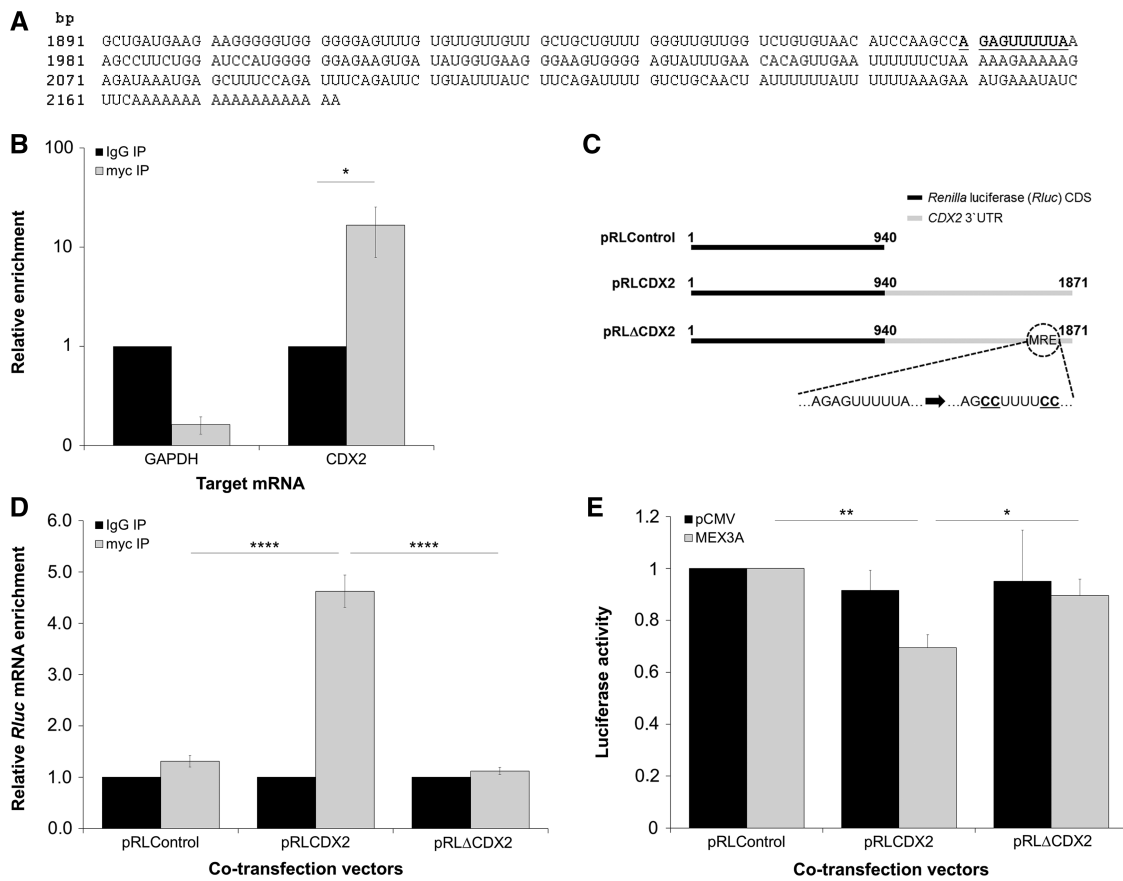 A
bp
1891 GCUGAUGAAG AAGGGGGUGG GGGGAGUUUG UGUUGUUGUU GCUGCUGUUU GGGUUGUUGG UCUGUGUAAC AUCCAAGCCA GAGUUUUUAA
1981 AGCCUUCUGG AUCCAUGGGG GGAGAAGUGA UAUGGUGAAG GGAAGUGGGG AGUAUUUGAA CACAGUUGAA UUUUUUCUAA AAAGAAAAAG
2071 AGAUAAAUGA GCUUUCCAGA UUUCAGAUUC UGUAUUUAUC UUCAGAUUUU GUCUGCAACU AUUUUUUAUU UUUUAAAGAA AUGAAAUAUC
2161 UUCAAAAAAA AAAAAAAAAAA AA
B
100
10
1
0
Relative enrichment
IgG IP
myc IP
*
GAPDH
CDX2
Target mRNA
C
Renilla luciferase (Rluc) CDS
CDX2 3`UTR
pRLControl 1 940
pRLCDX2 1 940 1871
pRLΔCDX2 1 940 1871
MRE
...AGAGUUUUUA... ...AGCCUUUUCC...
D
6.0
5.0
4.0
3.0
2.0
1.0
0.0
Relative Rluc mRNA enrichment
IgG IP
myc IP
**** ****
pRLControl
pRLCDX2
pRLΔCDX2
Co-transfection vectors
E
1.2
1
0.8
0.6
0.4
0.2
0
Luciferase activity
pCMV
MEX3A
** *
pRLControl
pRLCDX2
pRLΔCDX2
Co-transfection vectors